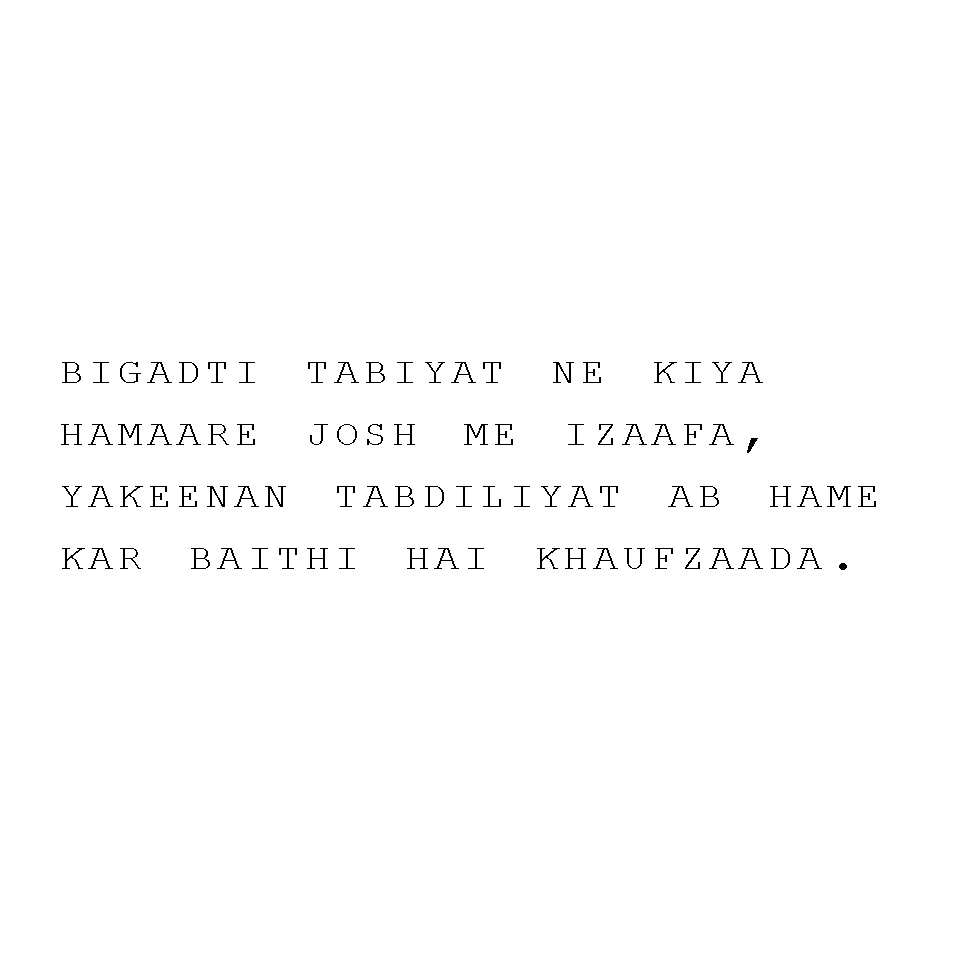 BIGADTI TABIYAT NE KIYA
HAMAARE JOSH ME IZAAFA,
YAKEENAN TABDILIYAT AB HAME
KAR BAITHI HAI KHAUFZAADA.